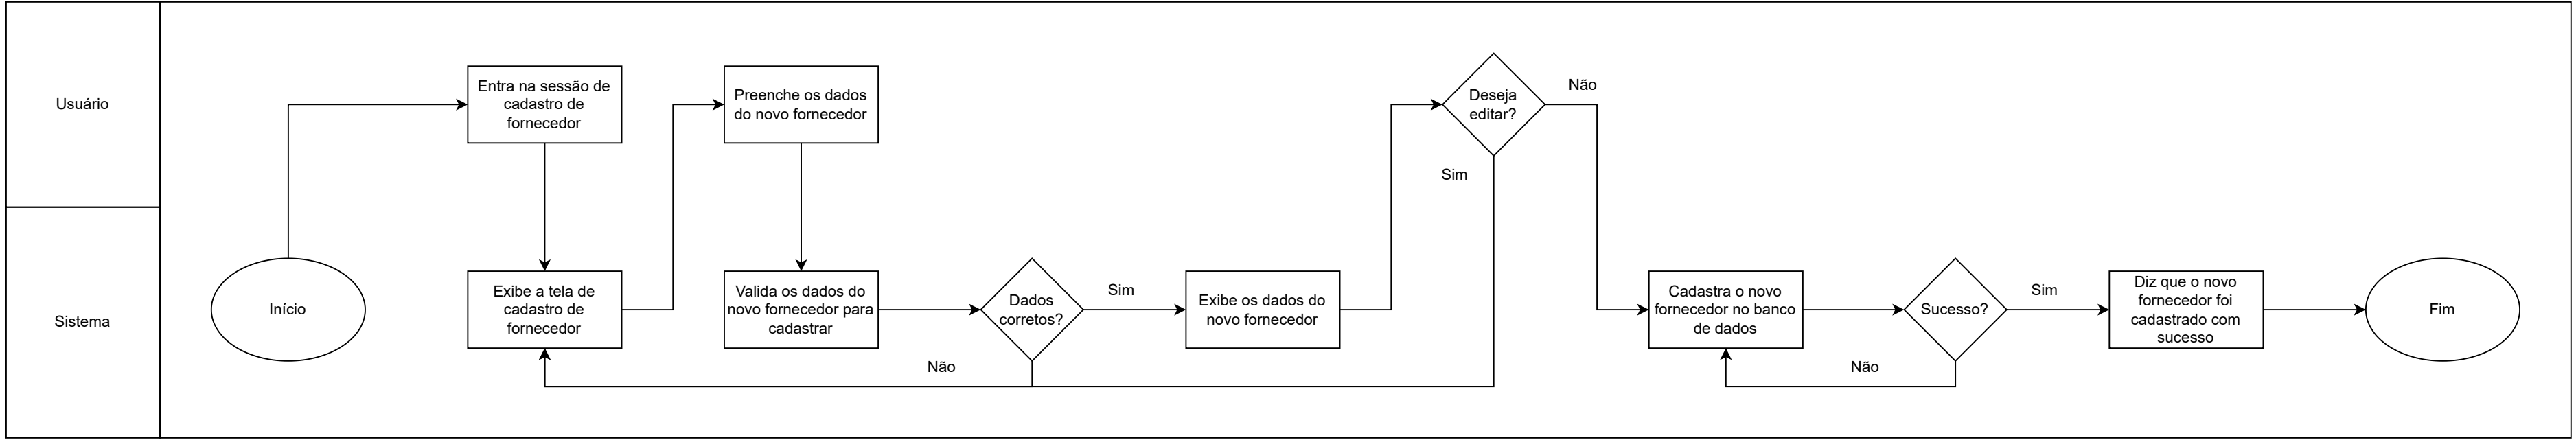 Usuário
Entra na sessão de
cadastro de
fornecedor
Preenche os dados
do novo fornecedor
Deseja
editar?
Não
Sim
Sistema
Início
Exibe a tela de
cadastro de
fornecedor
Valida os dados do
novo fornecedor para
cadastrar
Dados
corretos?
Sim
Não
Exibe os dados do
novo fornecedor
Cadastra o novo
fornecedor no banco
de dados
Sucesso?
Sim
Não
Diz que o novo
fornecedor foi
cadastrado com
sucesso
Fim